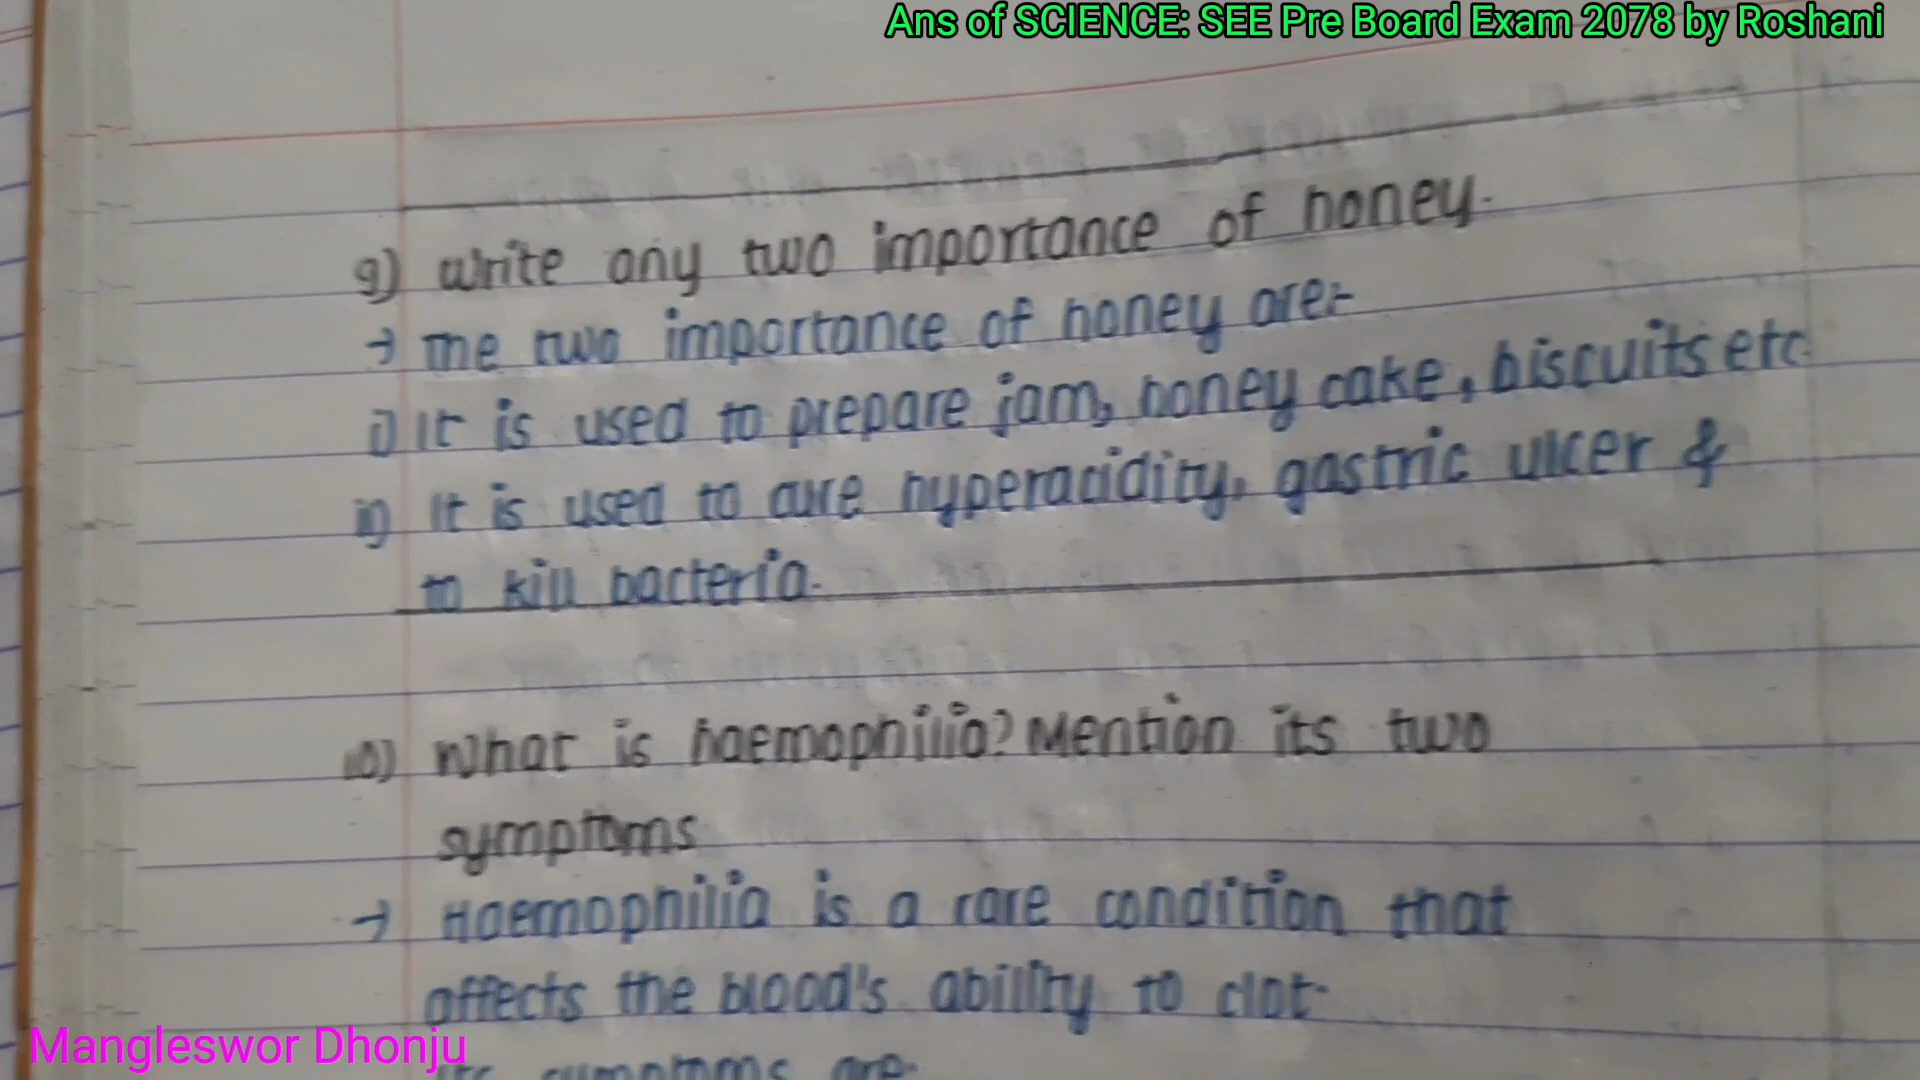 Ans of SCIENCE: SEE Pre Board Exam 2078 by Roshani
9) Write any two importance of honey.
→ The two importance of honey are:-
i) It is used to prepare jam, honey cake, biscuits etc.
ii) It is used to cure hyperacidity, gastric ulcer &
to kill bacteria.
10) What is haemophilia? Mention its two
symptoms
→ Haemophilia is a rare condition that
affects the blood's ability to clot.
Its symptoms are-
Mangleswor Dhonju